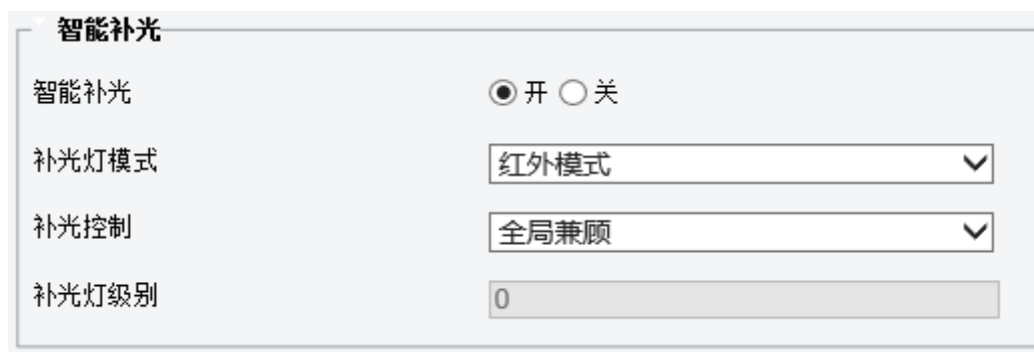 智能补光
智能补光 开 关
补光灯模式 红外模式
补光控制 全局兼顾
补光灯级别 0